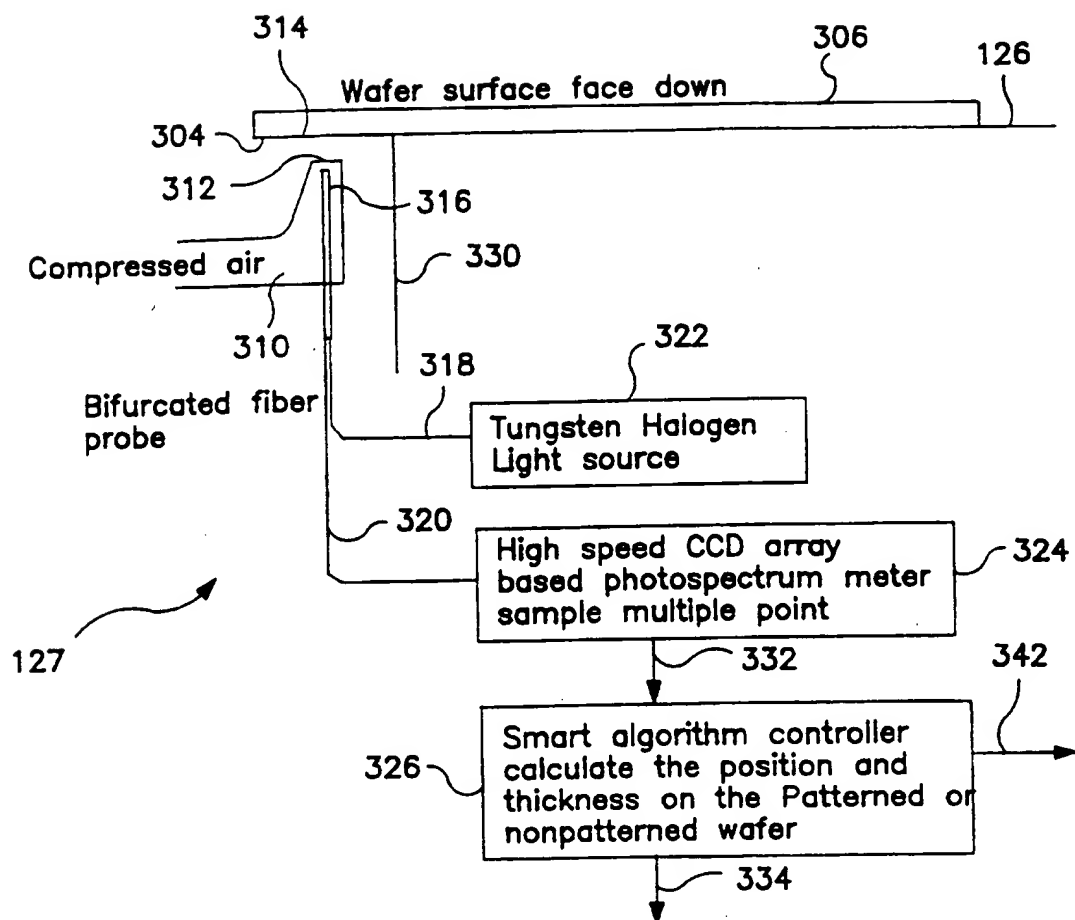 314
306
126
Wafer surface face down
304
312
316
Compressed air
330
310
318
322
Bifurcated fiber
probe
Tungsten Halogen
Light source
320
High speed CCD array
based photospectrum meter
sample multiple point
324
127
332
342
Smart algorithm controller
calculate the position and
thickness on the Patterned or
nonpatterned wafer
326
334